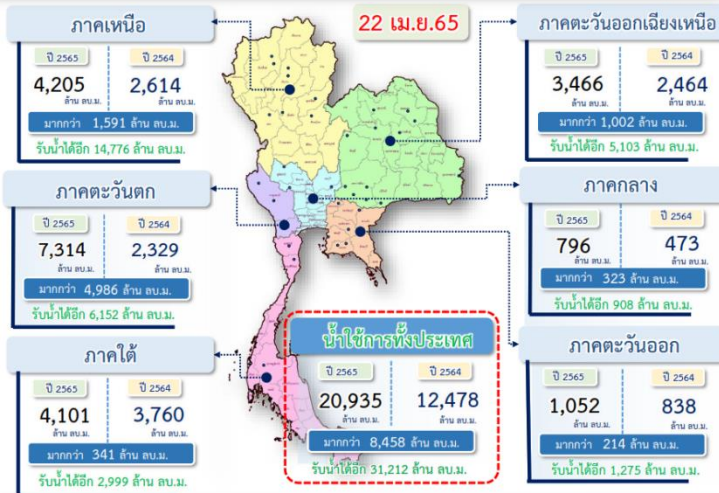 22 เม.ย.65
ภาคเหนือ
ปี 2565 ปี 2564
4,205 2,614
ล้าน ลบ.ม. ล้าน ลบ.ม.
มากกว่า 1,591 ล้าน ลบ.ม.
รับน้ำได้อีก 14,776 ล้าน ลบ.ม.
ภาคตะวันออกเฉียงเหนือ
ปี 2565 ปี 2564
3,466 2,464
ล้าน ลบ.ม. ล้าน ลบ.ม.
มากกว่า 1,002 ล้าน ลบ.ม.
รับน้ำได้อีก 5,103 ล้าน ลบ.ม.
ภาคตะวันตก
ปี 2565 ปี 2564
7,314 2,329
ล้าน ลบ.ม. ล้าน ลบ.ม.
มากกว่า 4,986 ล้าน ลบ.ม.
รับน้ำได้อีก 6,152 ล้าน ลบ.ม.
ภาคกลาง
ปี 2565 ปี 2564
796 473
ล้าน ลบ.ม. ล้าน ลบ.ม.
มากกว่า 323 ล้าน ลบ.ม.
รับน้ำได้อีก 908 ล้าน ลบ.ม.
ภาคใต้
ปี 2565 ปี 2564
4,101 3,760
ล้าน ลบ.ม. ล้าน ลบ.ม.
มากกว่า 341 ล้าน ลบ.ม.
รับน้ำได้อีก 2,999 ล้าน ลบ.ม.
น้ำใช้การทั้งประเทศ
ปี 2565 ปี 2564
20,935 12,478
ล้าน ลบ.ม. ล้าน ลบ.ม.
มากกว่า 8,458 ล้าน ลบ.ม.
รับน้ำได้อีก 31,212 ล้าน ลบ.ม.
ภาคตะวันออก
ปี 2565 ปี 2564
1,052 838
ล้าน ลบ.ม. ล้าน ลบ.ม.
มากกว่า 214 ล้าน ลบ.ม.
รับน้ำได้อีก 1,275 ล้าน ลบ.ม.